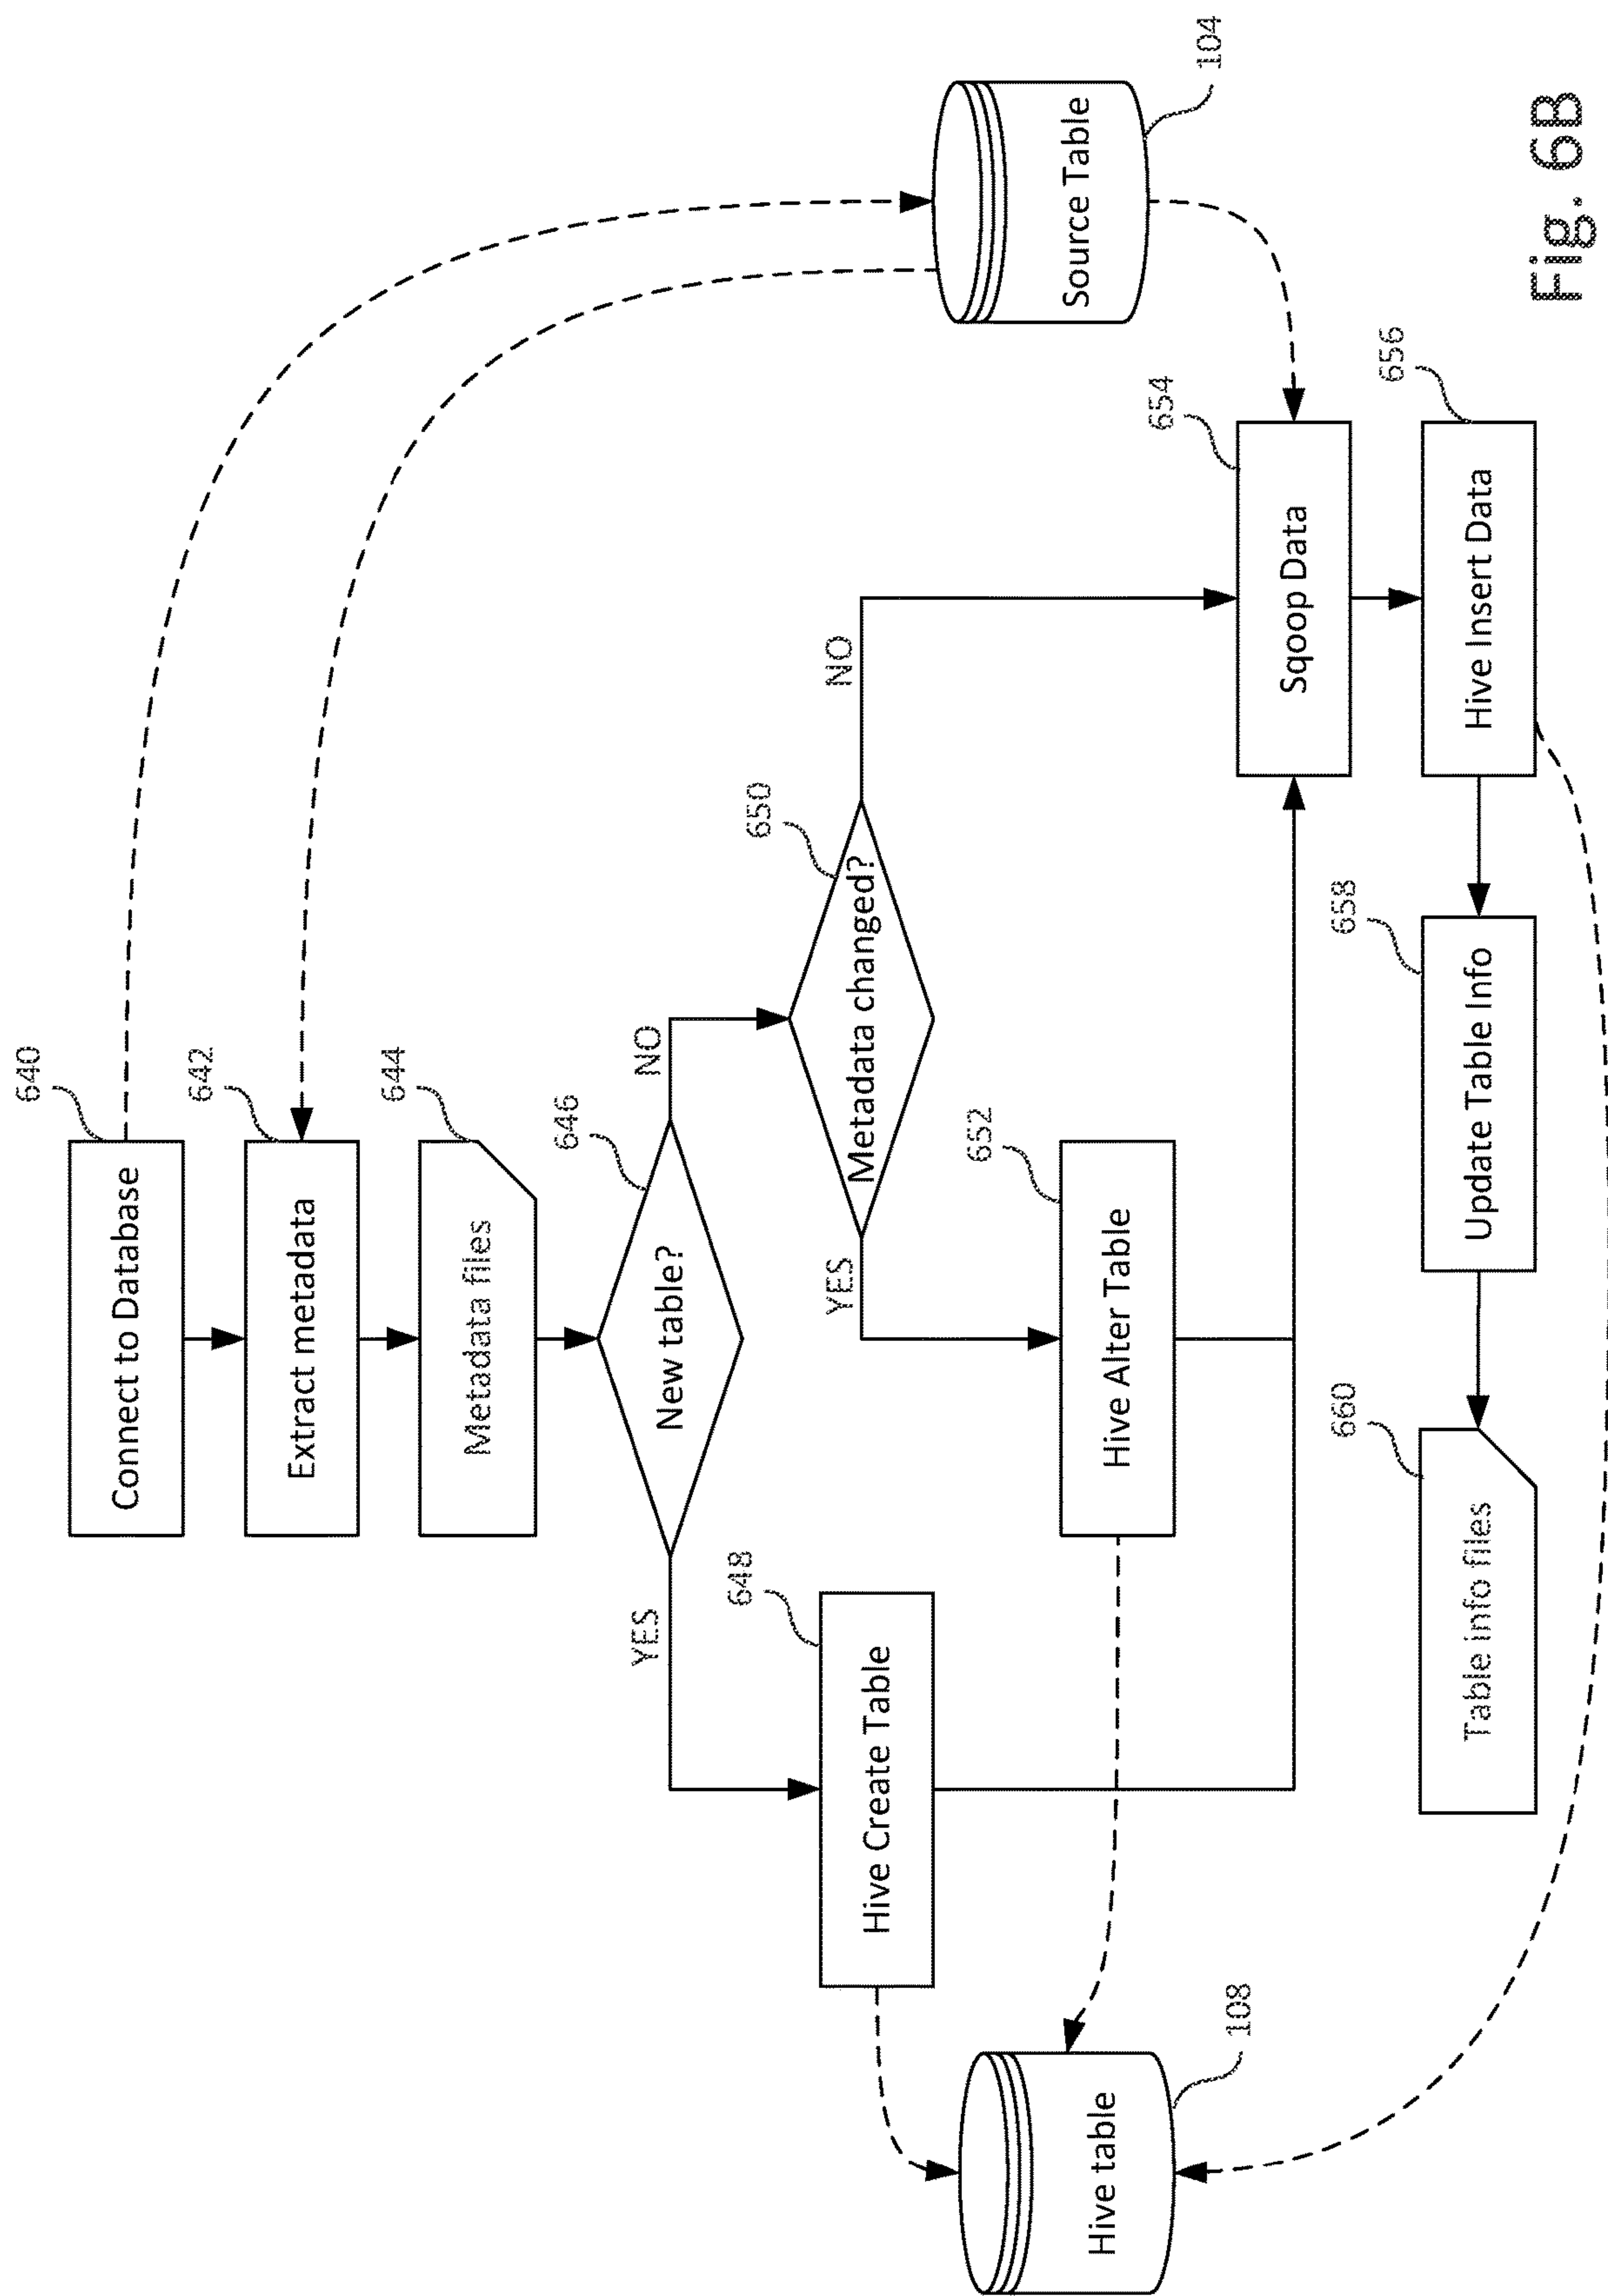 640
Connect to Database
642
Extract metadata
644
Metadata files
646
New table?
YES
NO
648
Hive Create Table
650
Metadata changed?
YES
NO
652
Hive Alter Table
Hive table
108
Source Table
104
654
Sqoop Data
656
Hive Insert Data
658
Update Table Info
660
Table info files
Fig. 6B